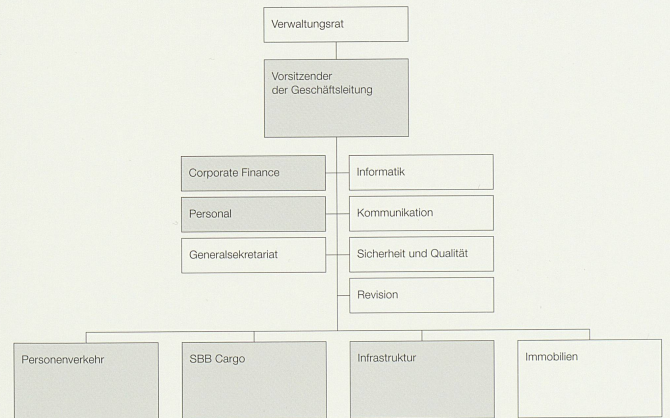 Verwaltungsrat
Vorsitzender
der Geschäftsleitung
Corporate Finance
Informatik
Personal
Kommunikation
Generalsekretariat
Sicherheit und Qualität
Revision
Personenverkehr
SBB Cargo
Infrastruktur
Immobilien